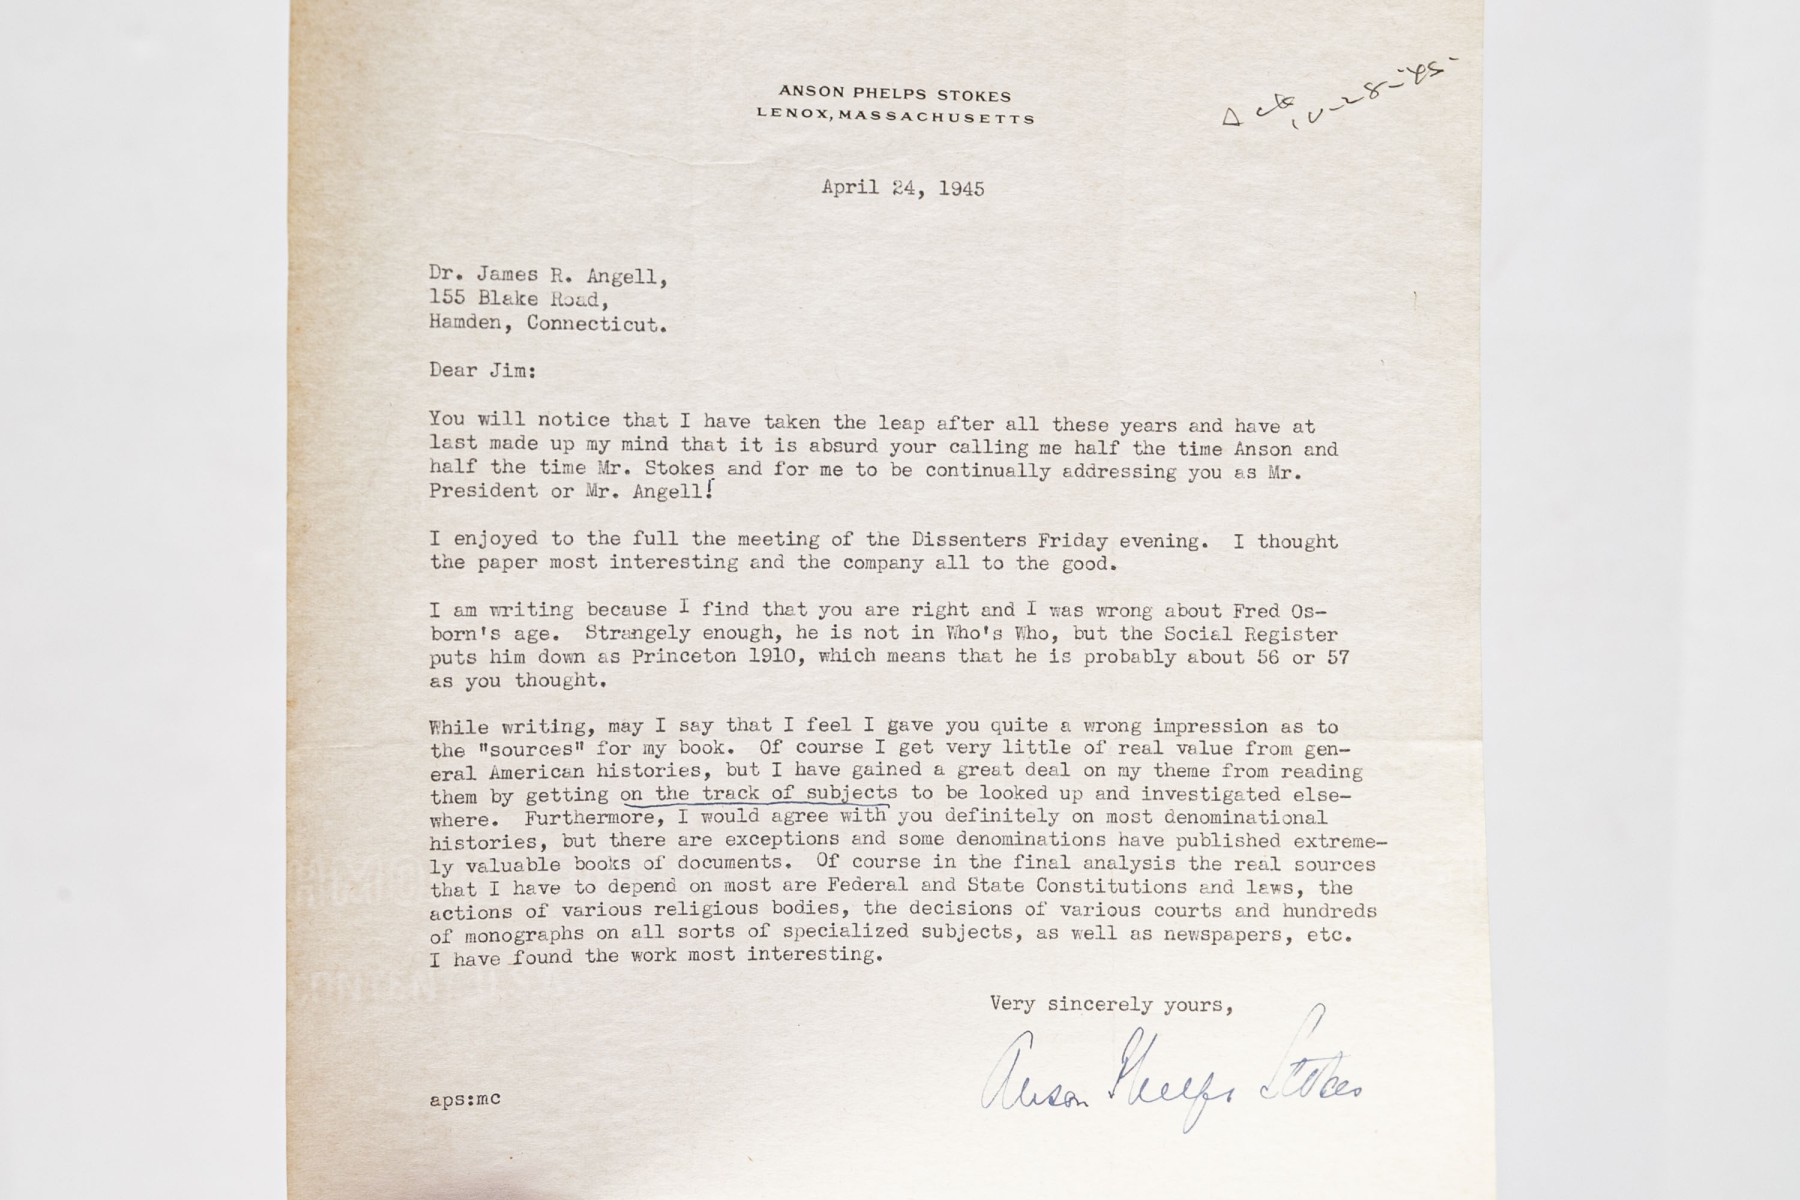 ANSON PHELPS STOKES
LENOX, MASSACHUSETTS
April 24, 1945
Dr. James R. Angell,
155 Blake Road,
Hamden, Connecticut.
Dear Jim:
You will notice that I have taken the leap after all these years and have at
last made up my mind that it is absurd your calling me half the time Anson and
half the time Mr. Stokes and for me to be continually addressing you as Mr.
President or Mr. Angell!
I enjoyed to the full the meeting of the Dissenters Friday evening. I thought
the paper most interesting and the company all to the good.
I am writing because I find that you are right and I was wrong about Fred Os-
born's age. Strangely enough, he is not in Who's Who, but the Social Register
puts him down as Princeton 1910, which means that he is probably about 56 or 57
as you thought.
While writing, may I say that I feel I gave you quite a wrong impression as to
the "sources" for my book. Of course I get very little of real value from gen-
eral American histories, but I have gained a great deal on my theme from reading
them by getting on the track of subjects to be looked up and investigated else-
where. Furthermore, I would agree with you definitely on most denominational
histories, but there are exceptions and some denominations have published extreme-
ly valuable books of documents. Of course in the final analysis the real sources
that I have to depend on most are Federal and State Constitutions and laws, the
actions of various religious bodies, the decisions of various courts and hundreds
of monographs on all sorts of specialized subjects, as well as newspapers, etc.
I have found the work most interesting.
Very sincerely yours,
Anson Phelps Stokes
aps:mc